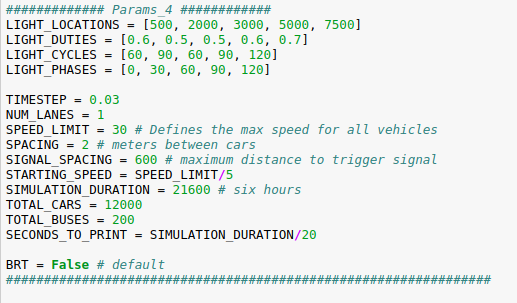 ############# Params_4 ############
LIGHT_LOCATIONS = [500, 2000, 3000, 5000, 7500]
LIGHT_DUTIES = [0.6, 0.5, 0.5, 0.6, 0.7]
LIGHT_CYCLES = [60, 90, 60, 90, 120]
LIGHT_PHASES = [0, 30, 60, 90, 120]
TIMESTEP = 0.03
NUM_LANES = 1
SPEED_LIMIT = 30 # Defines the max speed for all vehicles
SPACING = 2 # meters between cars
SIGNAL_SPACING = 600 # maximum distance to trigger signal
STARTING_SPEED = SPEED_LIMIT/5
SIMULATION_DURATION = 21600 # six hours
TOTAL_CARS = 12000
TOTAL_BUSES = 200
SECONDS_TO_PRINT = SIMULATION_DURATION/20
BRT = False # default
################################################################